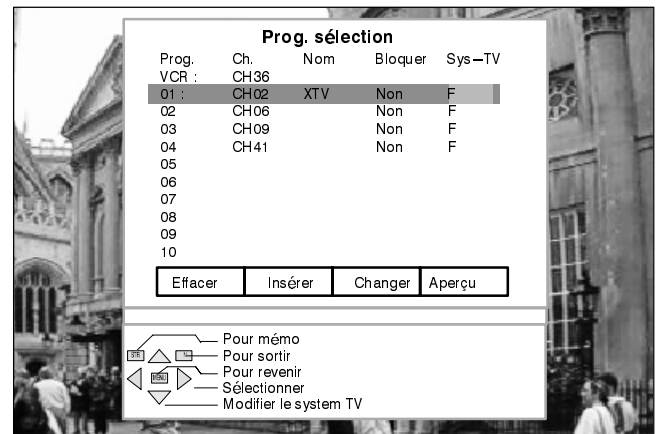 Prog. sélection
Prog. Ch. Nom Bloquer Sys–TV
VCR : CH36
01 : CH02 XTV Non F
02 CH06 Non F
03 CH09 Non F
04 CH41 Non F
05
06
07
08
09
10
Effacer Insérer Changer Aperçu
Pour mémo
STR
Pour sortir
Pour revenir
MENU
Sélectionner
Modifier le system TV